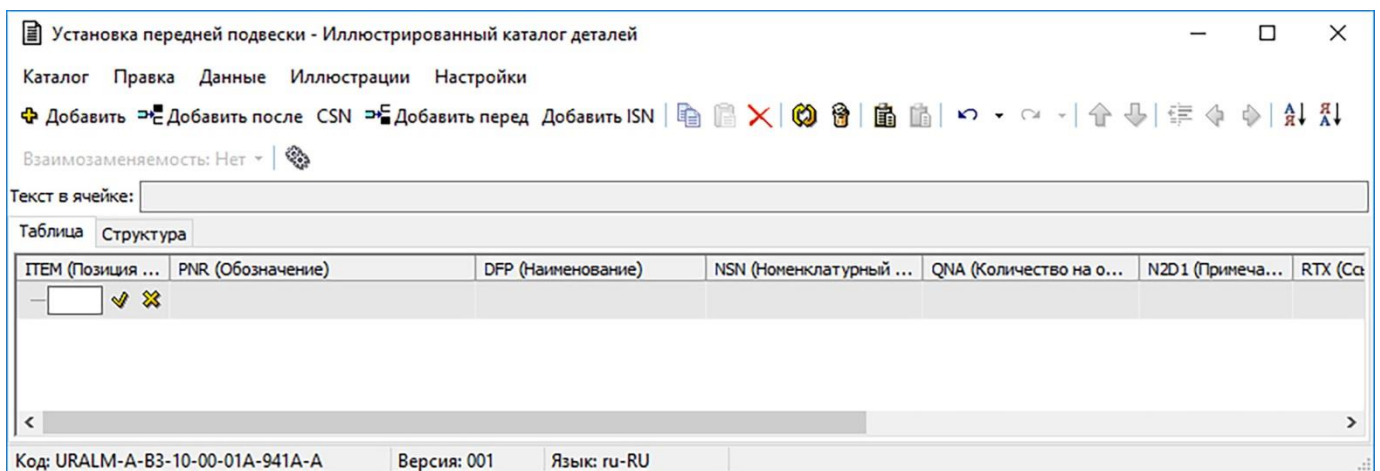 Установка передней подвески - Иллюстрированный каталог деталей
Каталог Правка Данные Иллюстрации Настройки
Добавить Добавить после CSN Добавить перед Добавить ISN
Взаимозаменяемость: Нет
Текст в ячейке:
Таблица Структура
ITEM (Позиция ... PNR (Обозначение) DFP (Наименование) NSN (Номенклатурный ... QNA (Количество на о... N2D1 (Примеча... RTX (Ссы
Код: URALM-A-B3-10-00-01A-941A-A Версия: 001 Язык: ru-RU